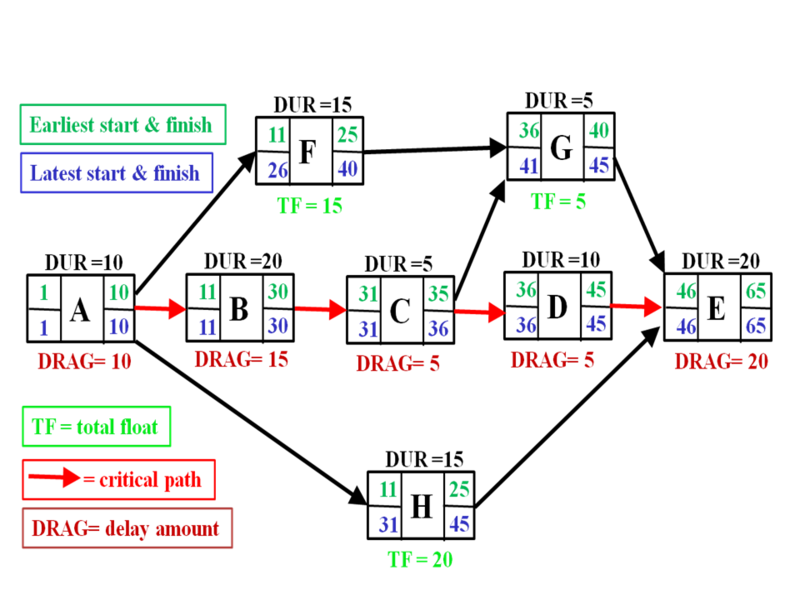 DUR =15
DUR =5
Earliest start & finish
Latest start & finish
11 F 25
26 40
TF = 15
36 G 40
41 45
TF = 5
DUR =10
DUR =20
DUR =5
DUR =10
DUR =20
1 A 10
1 10
DRAG= 10
11 B 30
11 30
DRAG= 15
31 C 35
31 36
DRAG= 5
36 D 45
36 45
DRAG= 5
46 E 65
46 65
DRAG= 20
TF = total float
= critical path
DRAG= delay amount
DUR =15
11 H 25
31 45
TF = 20